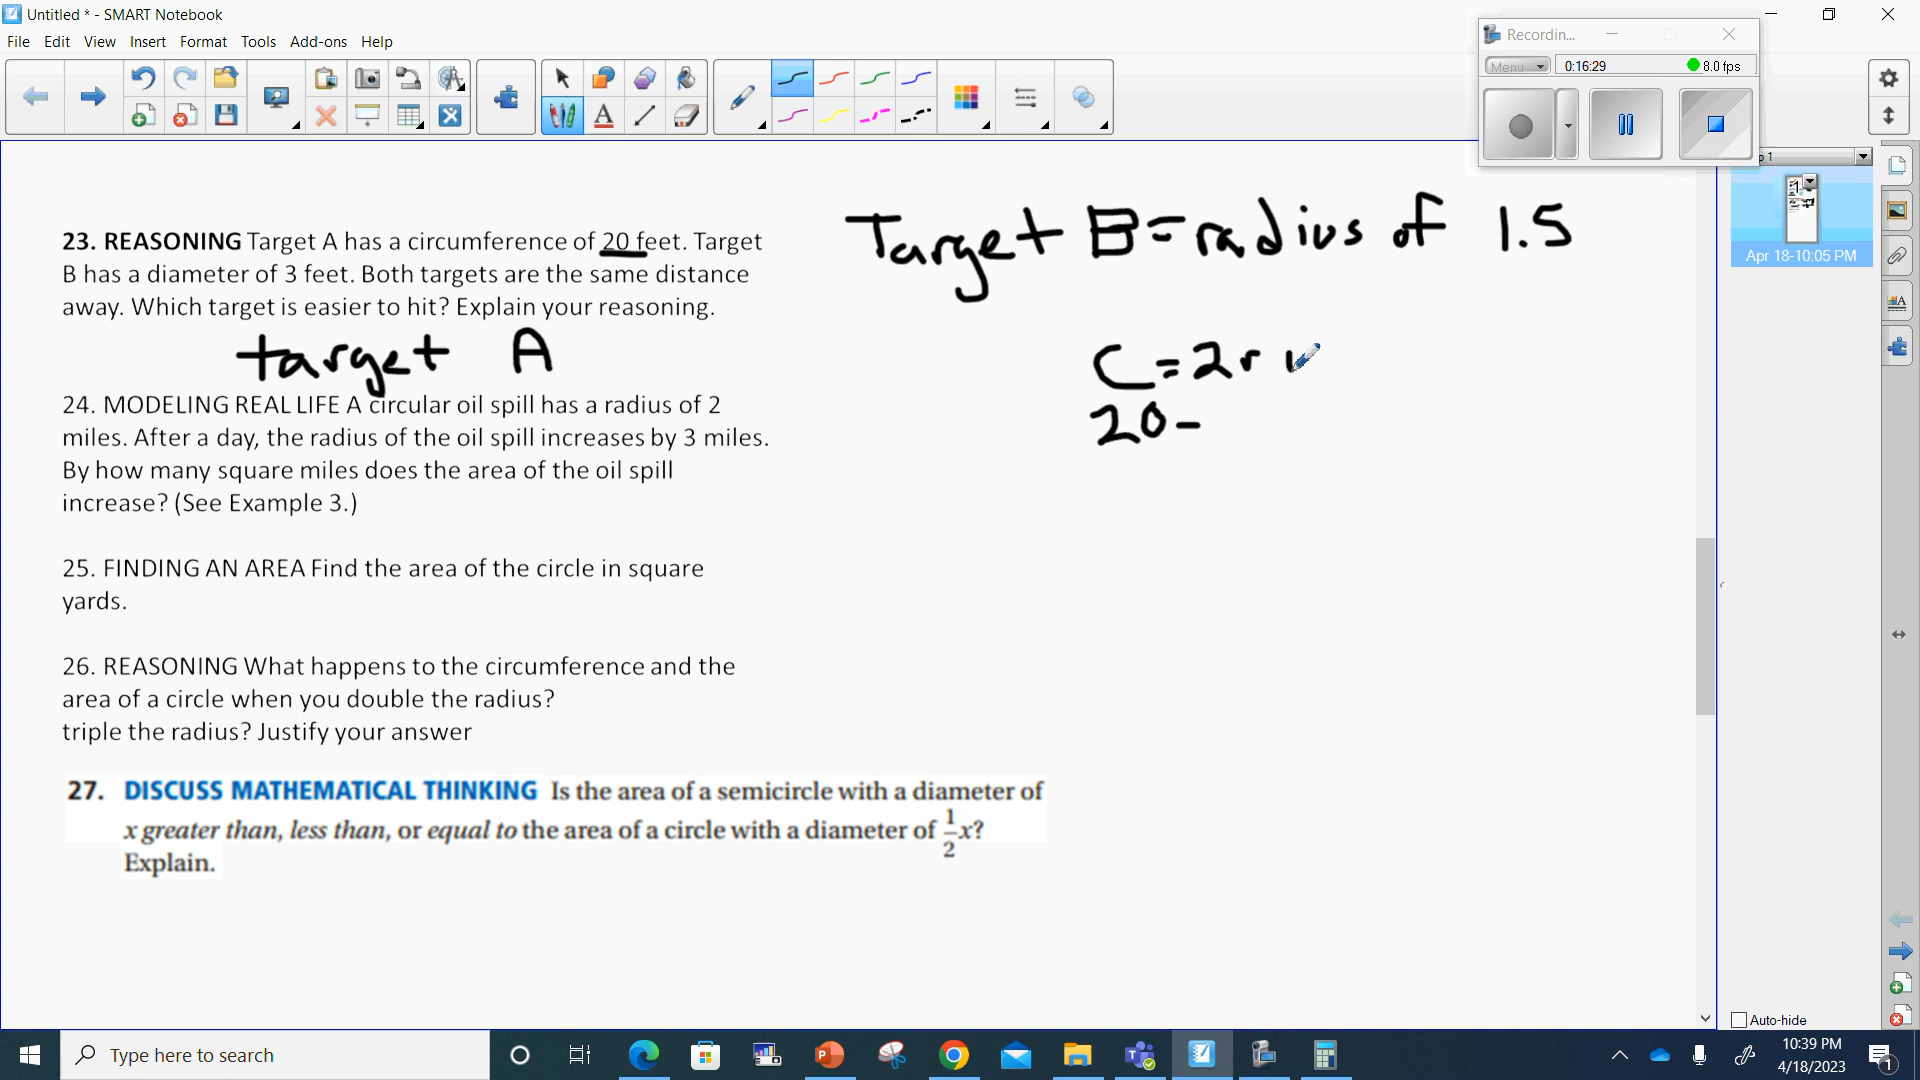 Untitled * - SMART Notebook
File Edit View Insert Format Tools Add-ons Help
Recordin...
Menu 0:16:29 8.0 fps
Apr 18-10:05 PM
23. REASONING Target A has a circumference of 20 feet. Target
B has a diameter of 3 feet. Both targets are the same distance
away. Which target is easier to hit? Explain your reasoning.
target A
Target B = radius of 1.5
C = 2r
20 -
24. MODELING REAL LIFE A circular oil spill has a radius of 2
miles. After a day, the radius of the oil spill increases by 3 miles.
By how many square miles does the area of the oil spill
increase? (See Example 3.)
25. FINDING AN AREA Find the area of the circle in square
yards.
26. REASONING What happens to the circumference and the
area of a circle when you double the radius?
triple the radius? Justify your answer
27. DISCUSS MATHEMATICAL THINKING Is the area of a semicircle with a diameter of
x greater than, less than, or equal to the area of a circle with a diameter of 1/2 x?
Explain.
Auto-hide
Type here to search
10:39 PM
4/18/2023
1